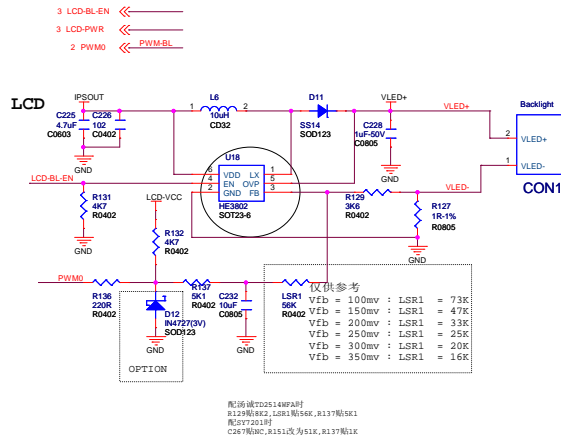 3 LCD-BL-EN
3 LCD-PWR
2 PWM0 PWM-BL
LCD
IPSOUT
L6
D11
VLED+
VLED+
Backlight
C225
4.7uF
C0603
C226
102
C0402
1 2
10uH
CD32
SS14
SOD123
C228
1uF-50V
C0805
2 VLED+
1 VLED-
CON1
GND
GND
U18
6 VDD LX 1
4 EN OVP 5
2 GND FB 3
HE3802
SOT23-6
LCD-BL-EN
VLED-
R131
4K7
R0402
LCD-VCC
R129
3K6
R0402
R127
1R-1%
R0805
R132
4K7
R0402
GND
GND
PWM0
R136
220R
R0402
R137
5K1
R0402
C232
10uF
C0805
LSR1
56K
R0402
D12
IN4727(3V)
SOD123
GND
GND
OPTION
仅供参考
Vfb = 100mv : LSR1 = 73K
Vfb = 150mv : LSR1 = 47K
Vfb = 200mv : LSR1 = 33K
Vfb = 250mv : LSR1 = 25K
Vfb = 300mv : LSR1 = 20K
Vfb = 350mv : LSR1 = 16K
配汤诚TD2514WFA时
R129贴8K2,LSR1贴56K,R137贴5K1
配SY7201时
C267贴NC,R151改为51K,R137贴1K